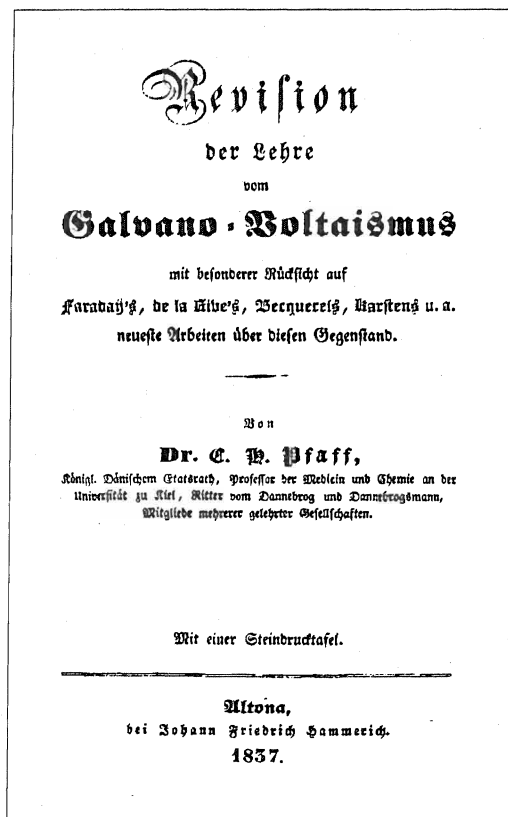 Revision
der Lehre
vom
Galvano-Voltaismus
mit besonderer Rücksicht auf
Faraday's, de la Rive's, Becquerels, Karstens u. a.
neueste Arbeiten über diesen Gegenstand.
Von
Dr. C. H. Pfaff,
Königl. Dänischem Etatsrath, Professor der Medicin und Chemie an der
Universität zu Kiel, Ritter vom Dannebrog und Dannebrogsmann,
Mitgliede mehrerer gelehrter Gesellschaften.
Mit einer Steindrucktafel.
Altona,
bei Johann Friedrich Hammerich.
1837.